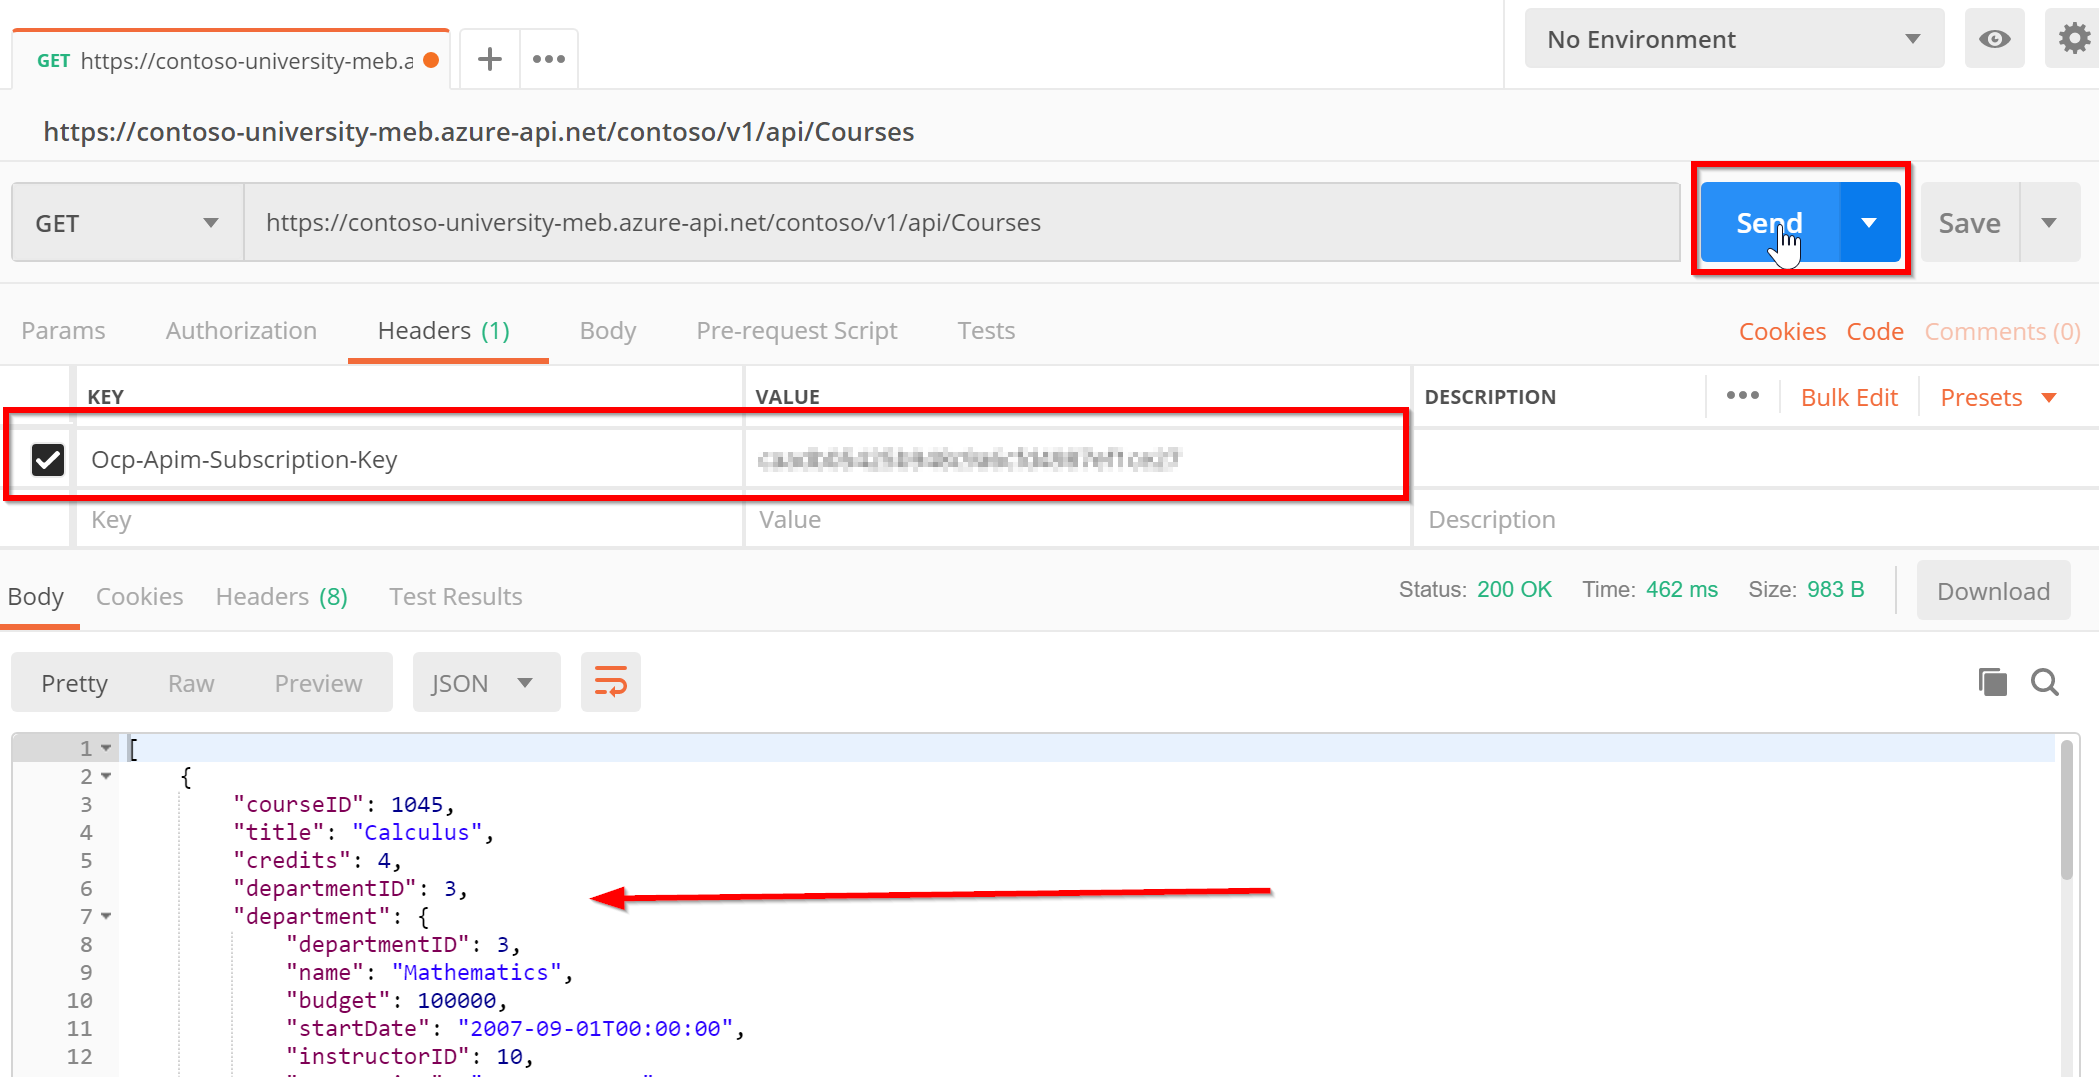 GET https://contoso-university-meb.a
No Environment
https://contoso-university-meb.azure-api.net/contoso/v1/api/Courses
GET https://contoso-university-meb.azure-api.net/contoso/v1/api/Courses Send Save
Params Authorization Headers (1) Body Pre-request Script Tests Cookies Code Comments (0)
KEY VALUE DESCRIPTION Bulk Edit Presets
Ocp-Apim-Subscription-Key
Key Value Description
Body Cookies Headers (8) Test Results Status: 200 OK Time: 462 ms Size: 983 B Download
Pretty Raw Preview JSON
1 [
2 {
3 "courseID": 1045,
4 "title": "Calculus",
5 "credits": 4,
6 "departmentID": 3,
7 "department": {
8 "departmentID": 3,
9 "name": "Mathematics",
10 "budget": 100000,
11 "startDate": "2007-09-01T00:00:00",
12 "instructorID": 10,